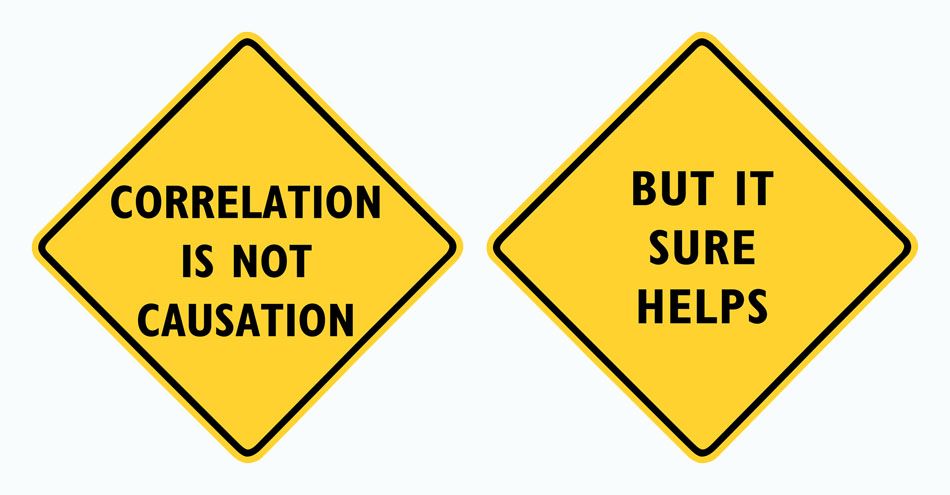 CORRELATION
IS NOT
CAUSATION
BUT IT
SURE
HELPS